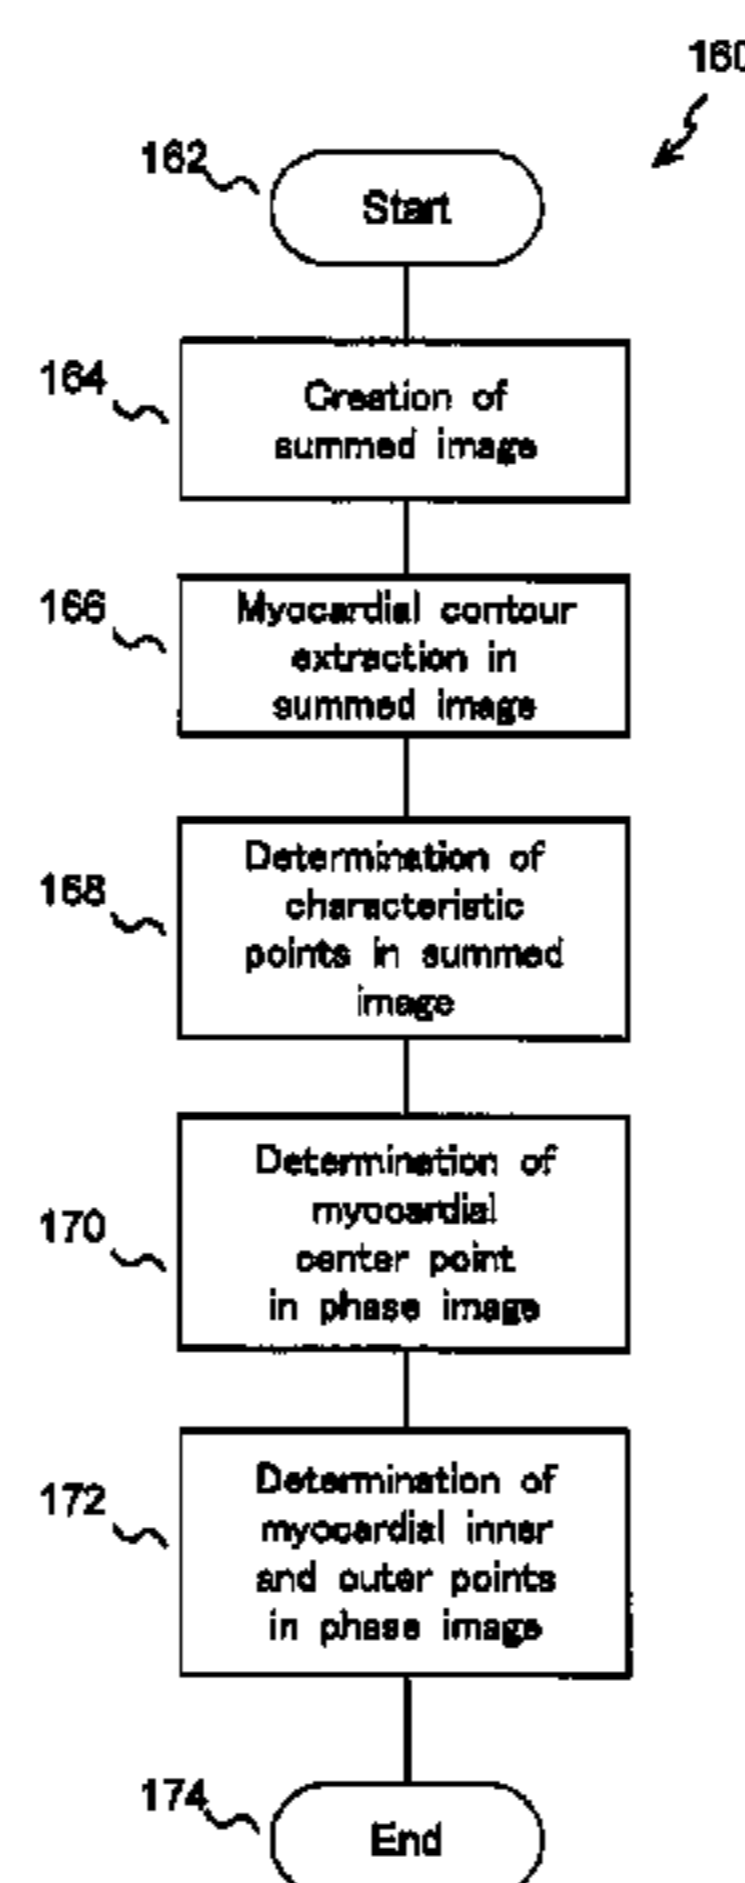 160
162
Start
164
Creation of
summed image
166
Myocardial contour
extraction in
summed image
168
Determination of
characteristic
points in summed
image
170
Determination of
myocardial
center point
in phase image
172
Determination of
myocardial inner
and outer points
in phase image
174
End